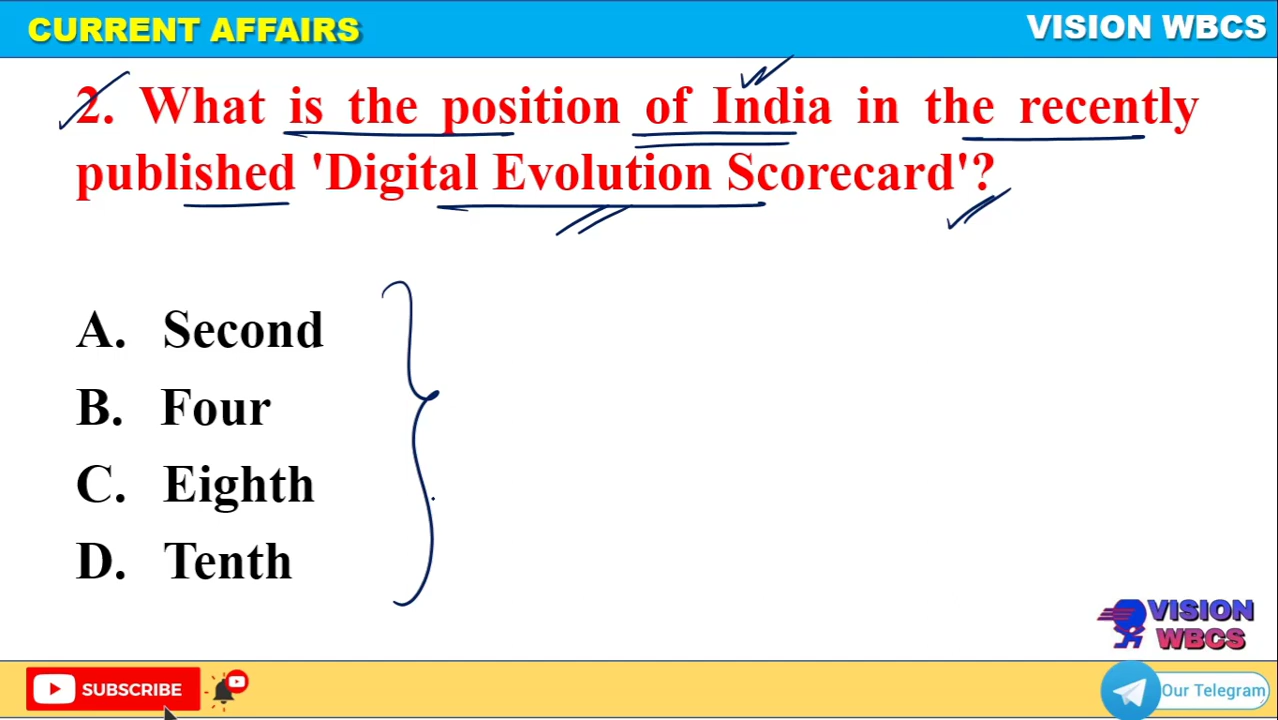 CURRENT AFFAIRS
VISION WBCS
2. What is the position of India in the recently
published 'Digital Evolution Scorecard'?
A. Second
B. Four
C. Eighth
D. Tenth
VISION
WBCS
SUBSCRIBE
Our Telegram